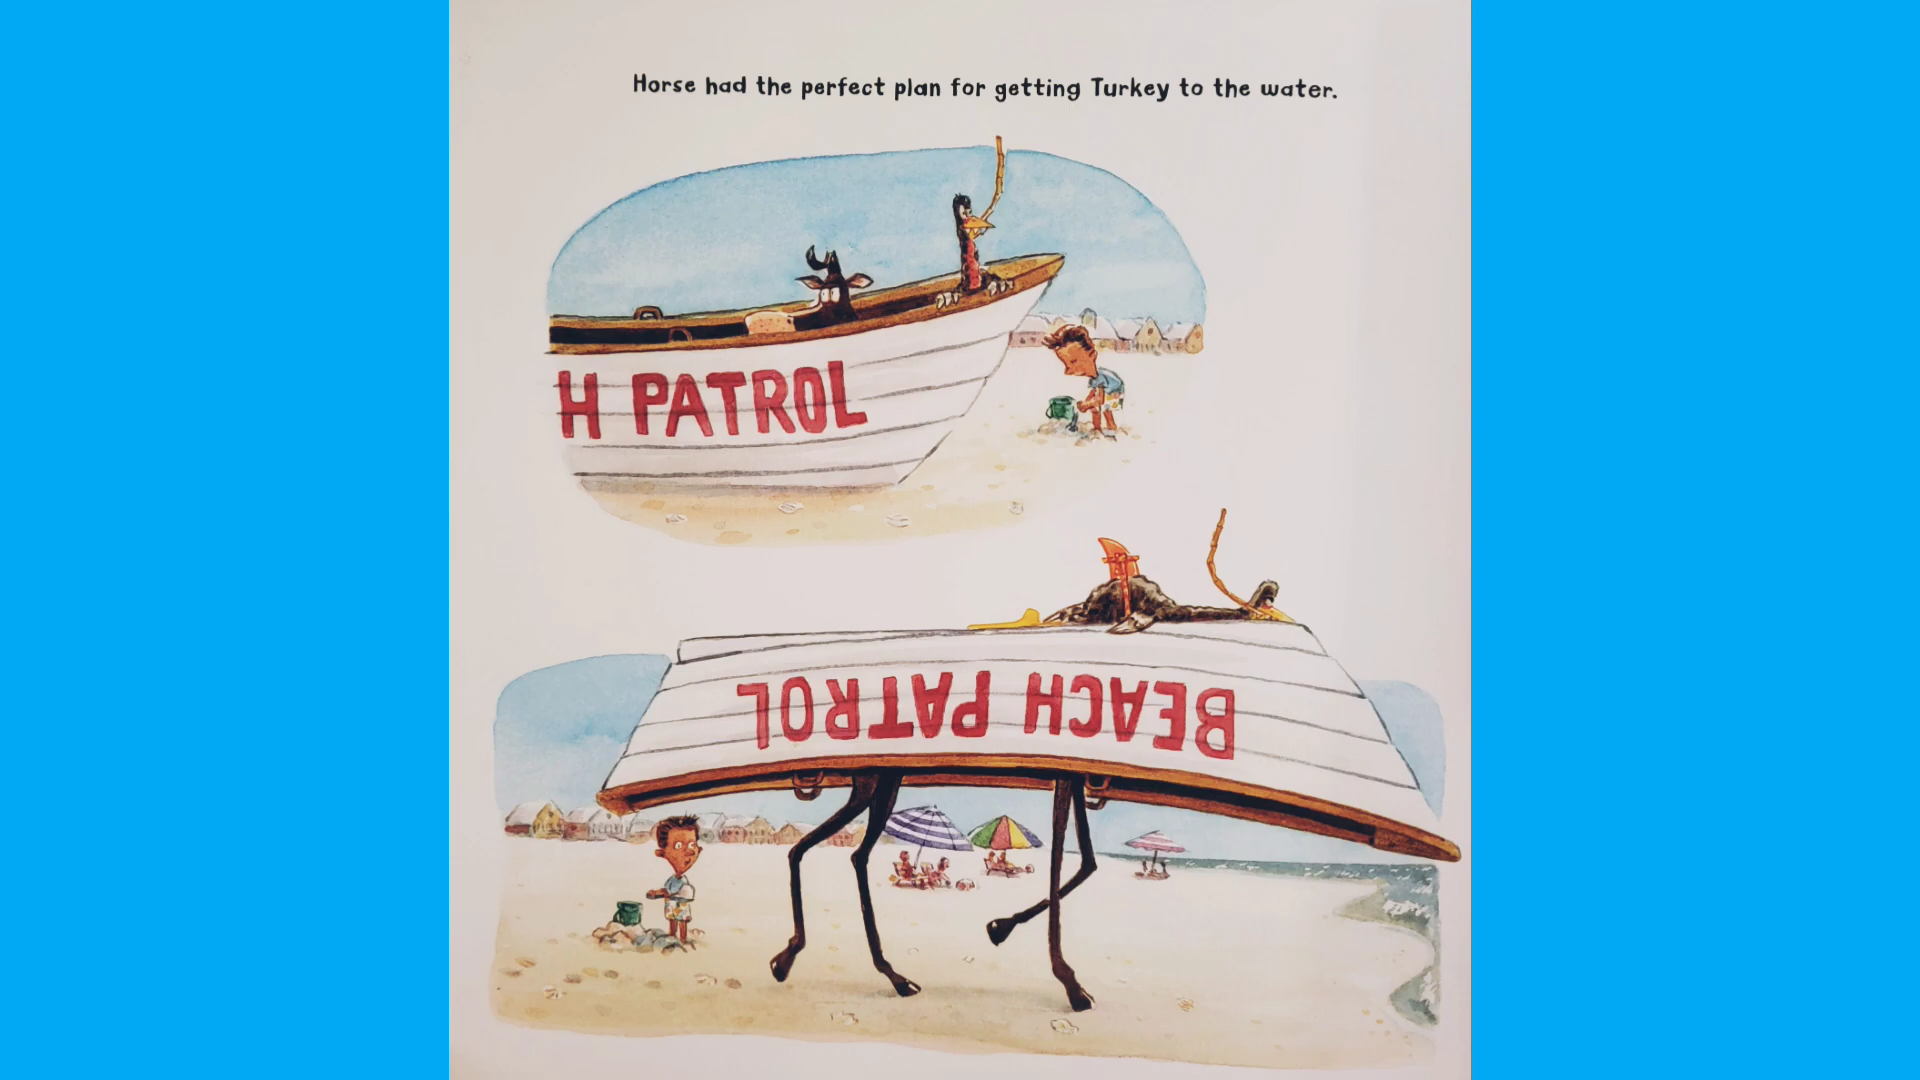 Horse had the perfect plan for getting Turkey to the water.
H PATROL
BEACH PATROL